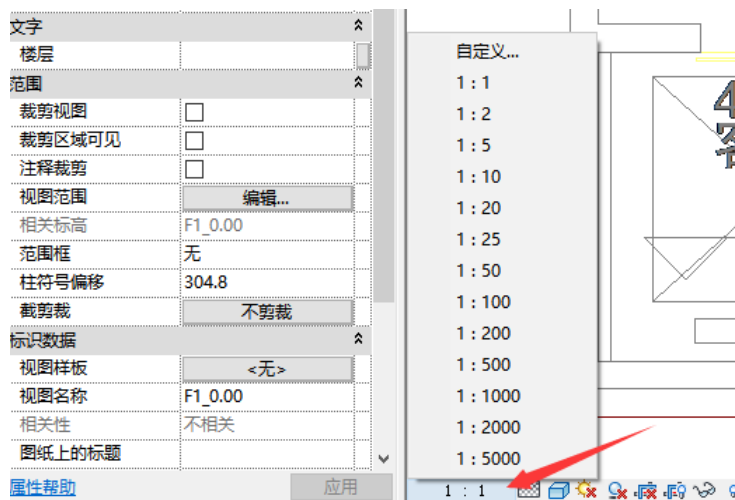 文字
楼层
范围
裁剪视图
裁剪区域可见
注释裁剪
视图范围 编辑...
相关标高 F1_0.00
范围框 无
柱符号偏移 304.8
截剪裁 不剪裁
标识数据
视图样板 <无>
视图名称 F1_0.00
相关性 不相关
图纸上的标题
属性帮助 应用
自定义...
1 : 1
1 : 2
1 : 5
1 : 10
1 : 20
1 : 25
1 : 50
1 : 100
1 : 200
1 : 500
1 : 1000
1 : 2000
1 : 5000
1 : 1
4